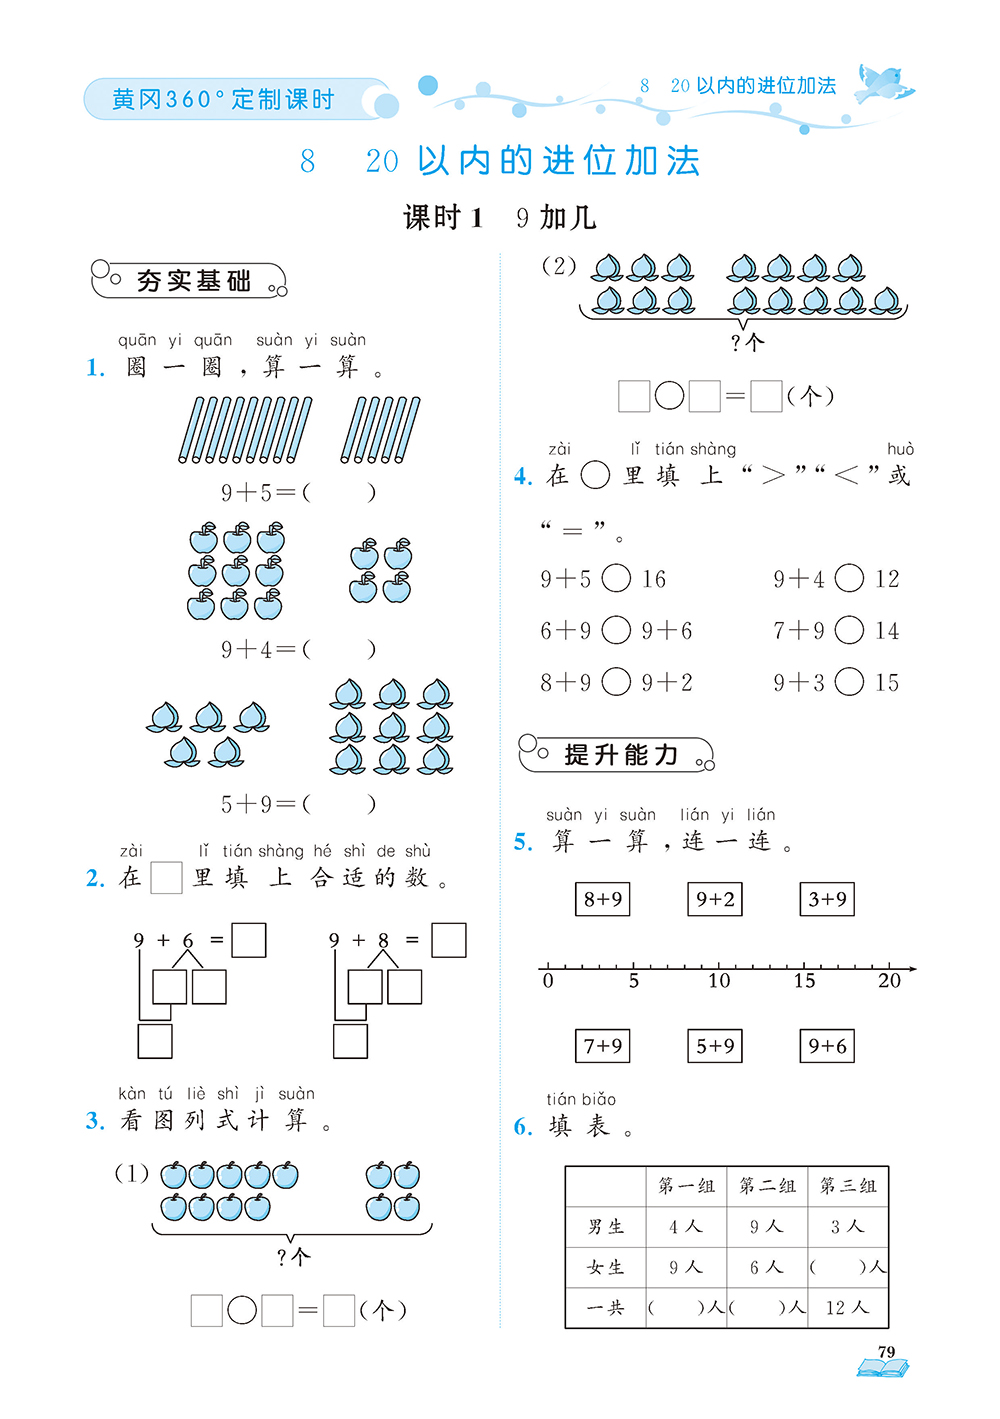 黄冈360°定制课时
8 20以内的进位加法
8 20以内的进位加法
课时1 9加几
夯实基础
quān yi quān suàn yi suàn
1. 圈一圈，算一算。
9＋5＝（ ）
9＋4＝（ ）
5＋9＝（ ）
zài lǐ tián shàng hé shì de shù
2. 在□里填上合适的数。
9 + 6 = □ 9 + 8 = □
kàn tú liè shì jì suàn
3. 看图列式计算。
（1）
?个
□○□＝□（个）
（2）
?个
□○□＝□（个）
zài lǐ tián shàng huò
4. 在○里填上“＞”“＜”或
“＝”。
9＋5○16 9＋4○12
6＋9○9＋6 7＋9○14
8＋9○9＋2 9＋3○15
提升能力
suàn yi suàn lián yi lián
5. 算一算，连一连。
8+9 9+2 3+9
0 5 10 15 20
7+9 5+9 9+6
tián biǎo
6. 填表。
第一组 第二组 第三组
男生 4人 9人 3人
女生 9人 6人 （ ）人
一共 （ ）人 （ ）人 12人
79